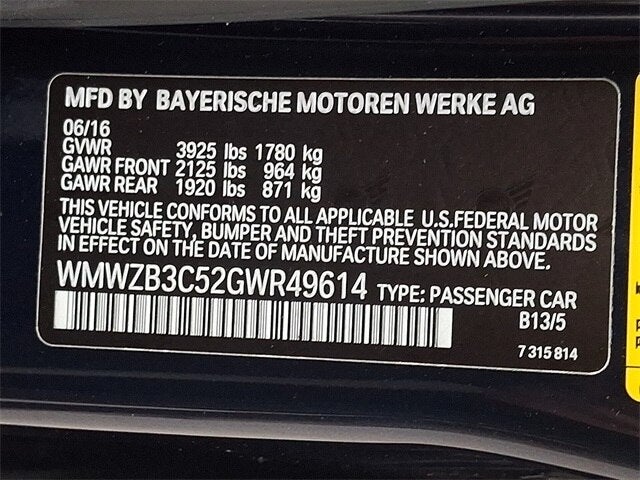 MFD BY BAYERISCHE MOTOREN WERKE AG
06/16
GVWR 3925 lbs 1780 kg
GAWR FRONT 2125 lbs 964 kg
GAWR REAR 1920 lbs 871 kg
THIS VEHICLE CONFORMS TO ALL APPLICABLE U.S.FEDERAL MOTOR
VEHICLE SAFETY, BUMPER AND THEFT PREVENTION STANDARDS
IN EFFECT ON THE DATE OF MANUFACTURE SHOWN ABOVE.
WMWZB3C52GWR49614 TYPE: PASSENGER CAR
B13/5
7 315 814